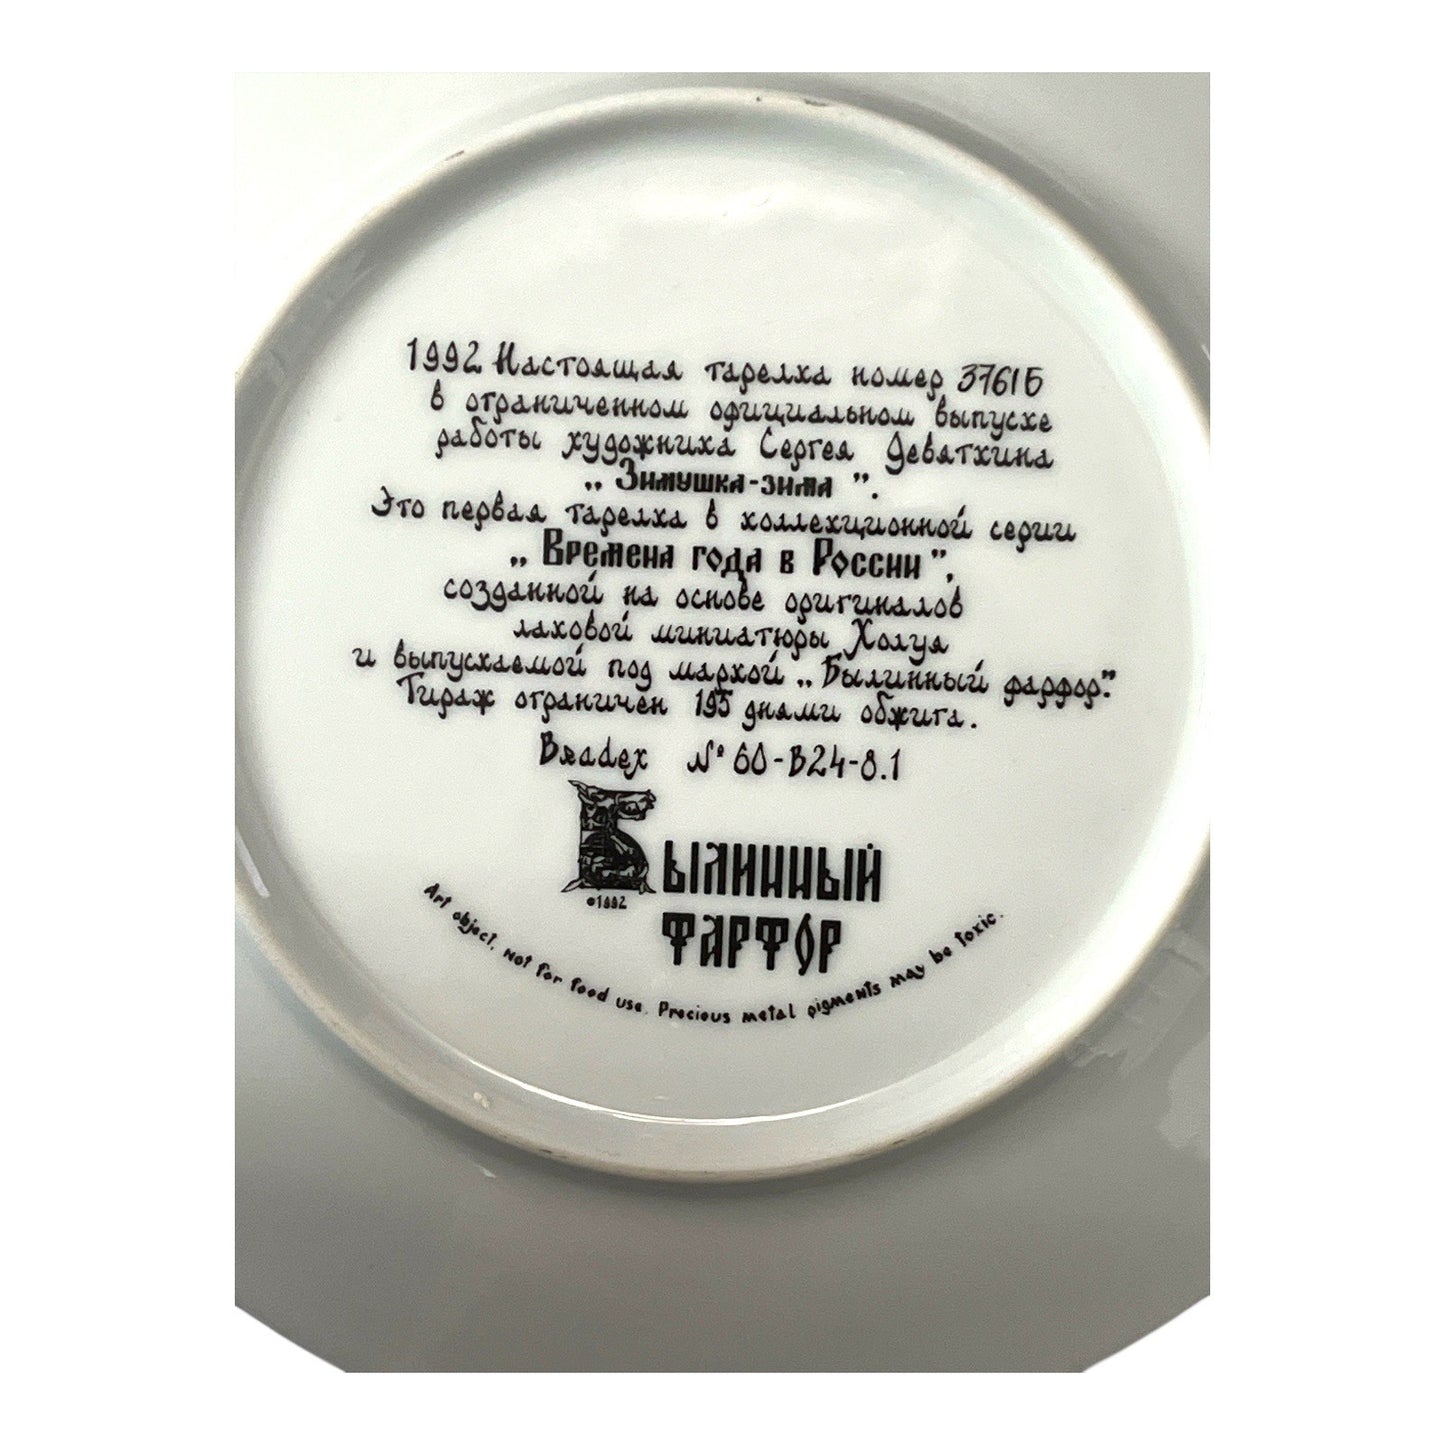 1992 Настоящая тарелка номер 3761Б
в ограниченном официальном выпуске
работы художника Сергея Девяткина
„Зимушка-зима”.
Это первая тарелка в коллекционной серии
„Времена года в России”,
созданной на основе оригиналов
лаковой миниатюры Холуя
и выпускаемой под маркой „Былинный фарфор”.
Тираж ограничен 195 днями обжига.
Bradex № 60-B24-8.1
Былинный
©1992
фарфор
Art object, not for food use. Precious metal pigments may be toxic.